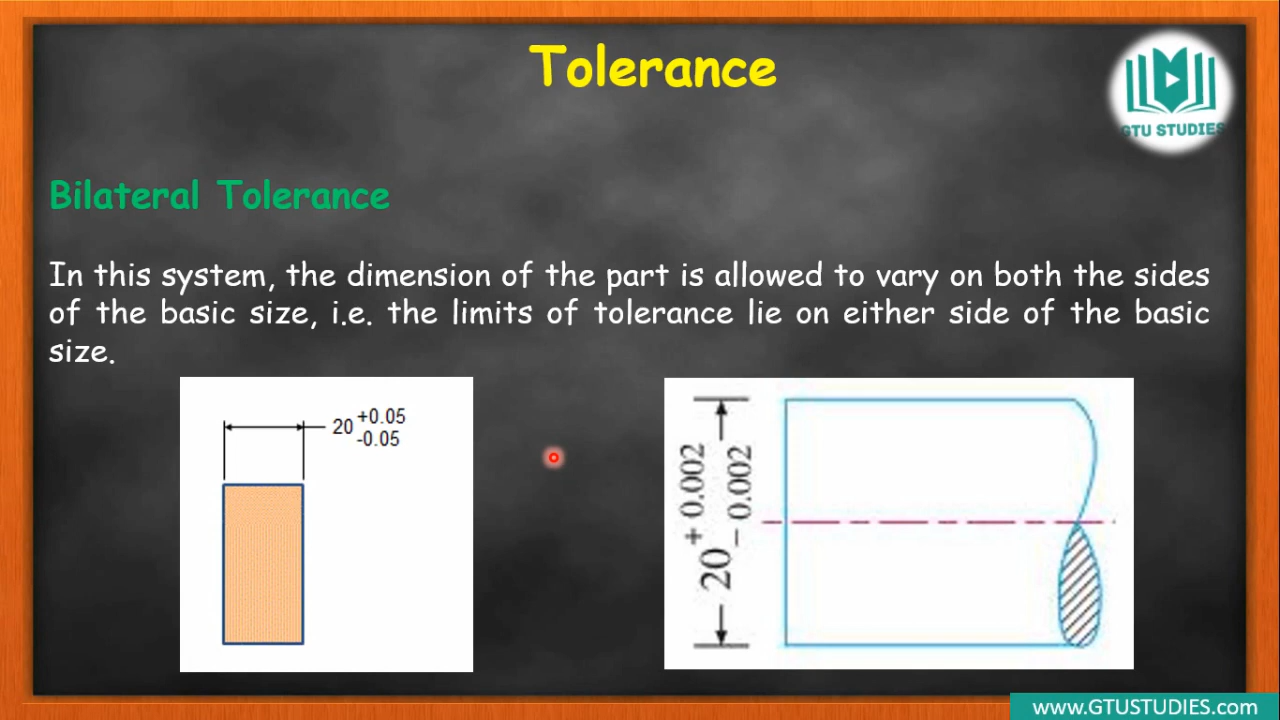 Tolerance
GTU STUDIES
Bilateral Tolerance
In this system, the dimension of the part is allowed to vary on both the sides
of the basic size, i.e. the limits of tolerance lie on either side of the basic
size.
20 +0.05
-0.05
20 + 0.002
– 0.002
www.GTUSTUDIES.com